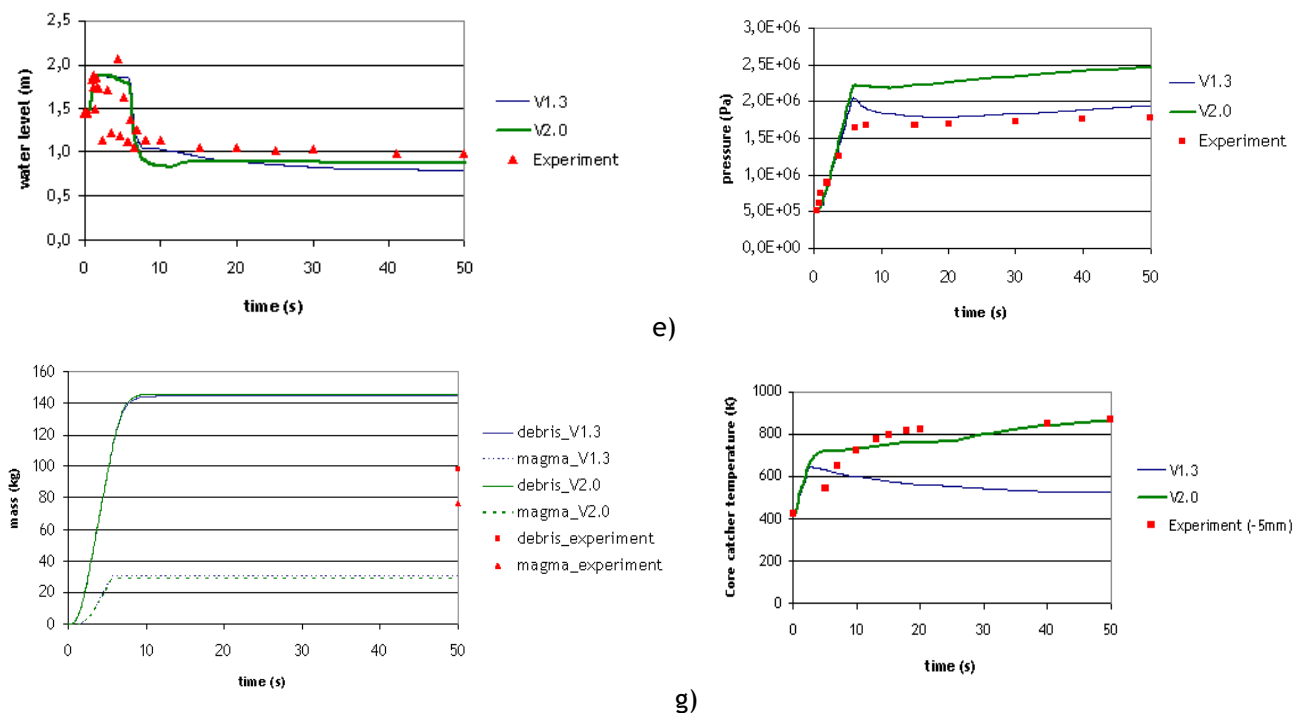 water level (m)
2,5
2,0
1,5
1,0
0,5
0,0
0 10 20 30 40 50
time (s)
V1.3
V2.0
Experiment
pressure (Pa)
3,0E+06
2,5E+06
2,0E+06
1,5E+06
1,0E+06
5,0E+05
0,0E+00
0 10 20 30 40 50
time (s)
V1.3
V2.0
Experiment
e)
mass (kg)
160
140
120
100
80
60
40
20
0
0 10 20 30 40 50
time (s)
debris_V1.3
magma_V1.3
debris_V2.0
magma_V2.0
debris_experiment
magma_experiment
Core catcher temperature (K)
1000
800
600
400
200
0
0 10 20 30 40 50
time (s)
V1.3
V2.0
Experiment (-5mm)
g)